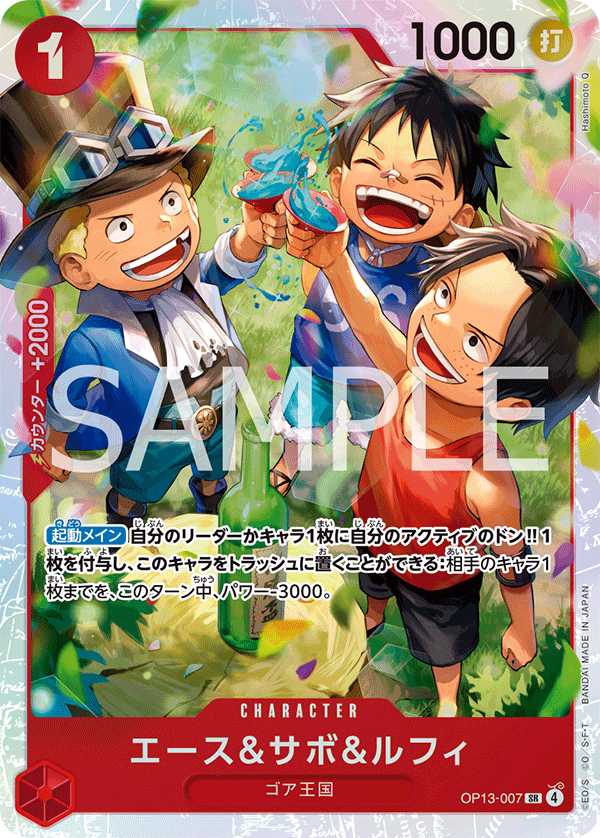 1
1000
打
Hashimoto Q
カウンター +2000
SAMPLE
起動メイン 自分のリーダーかキャラ1枚に自分のアクティブのドン!!1
枚を付与し、このキャラをトラッシュに置くことができる：相手のキャラ1
枚までを、このターン中、パワー-3000。
CHARACTER
エース&サボ&ルフィ
ゴア王国
OP13-007 SR 4
©E.O/S ©O/S・F・T BANDAI MADE IN JAPAN